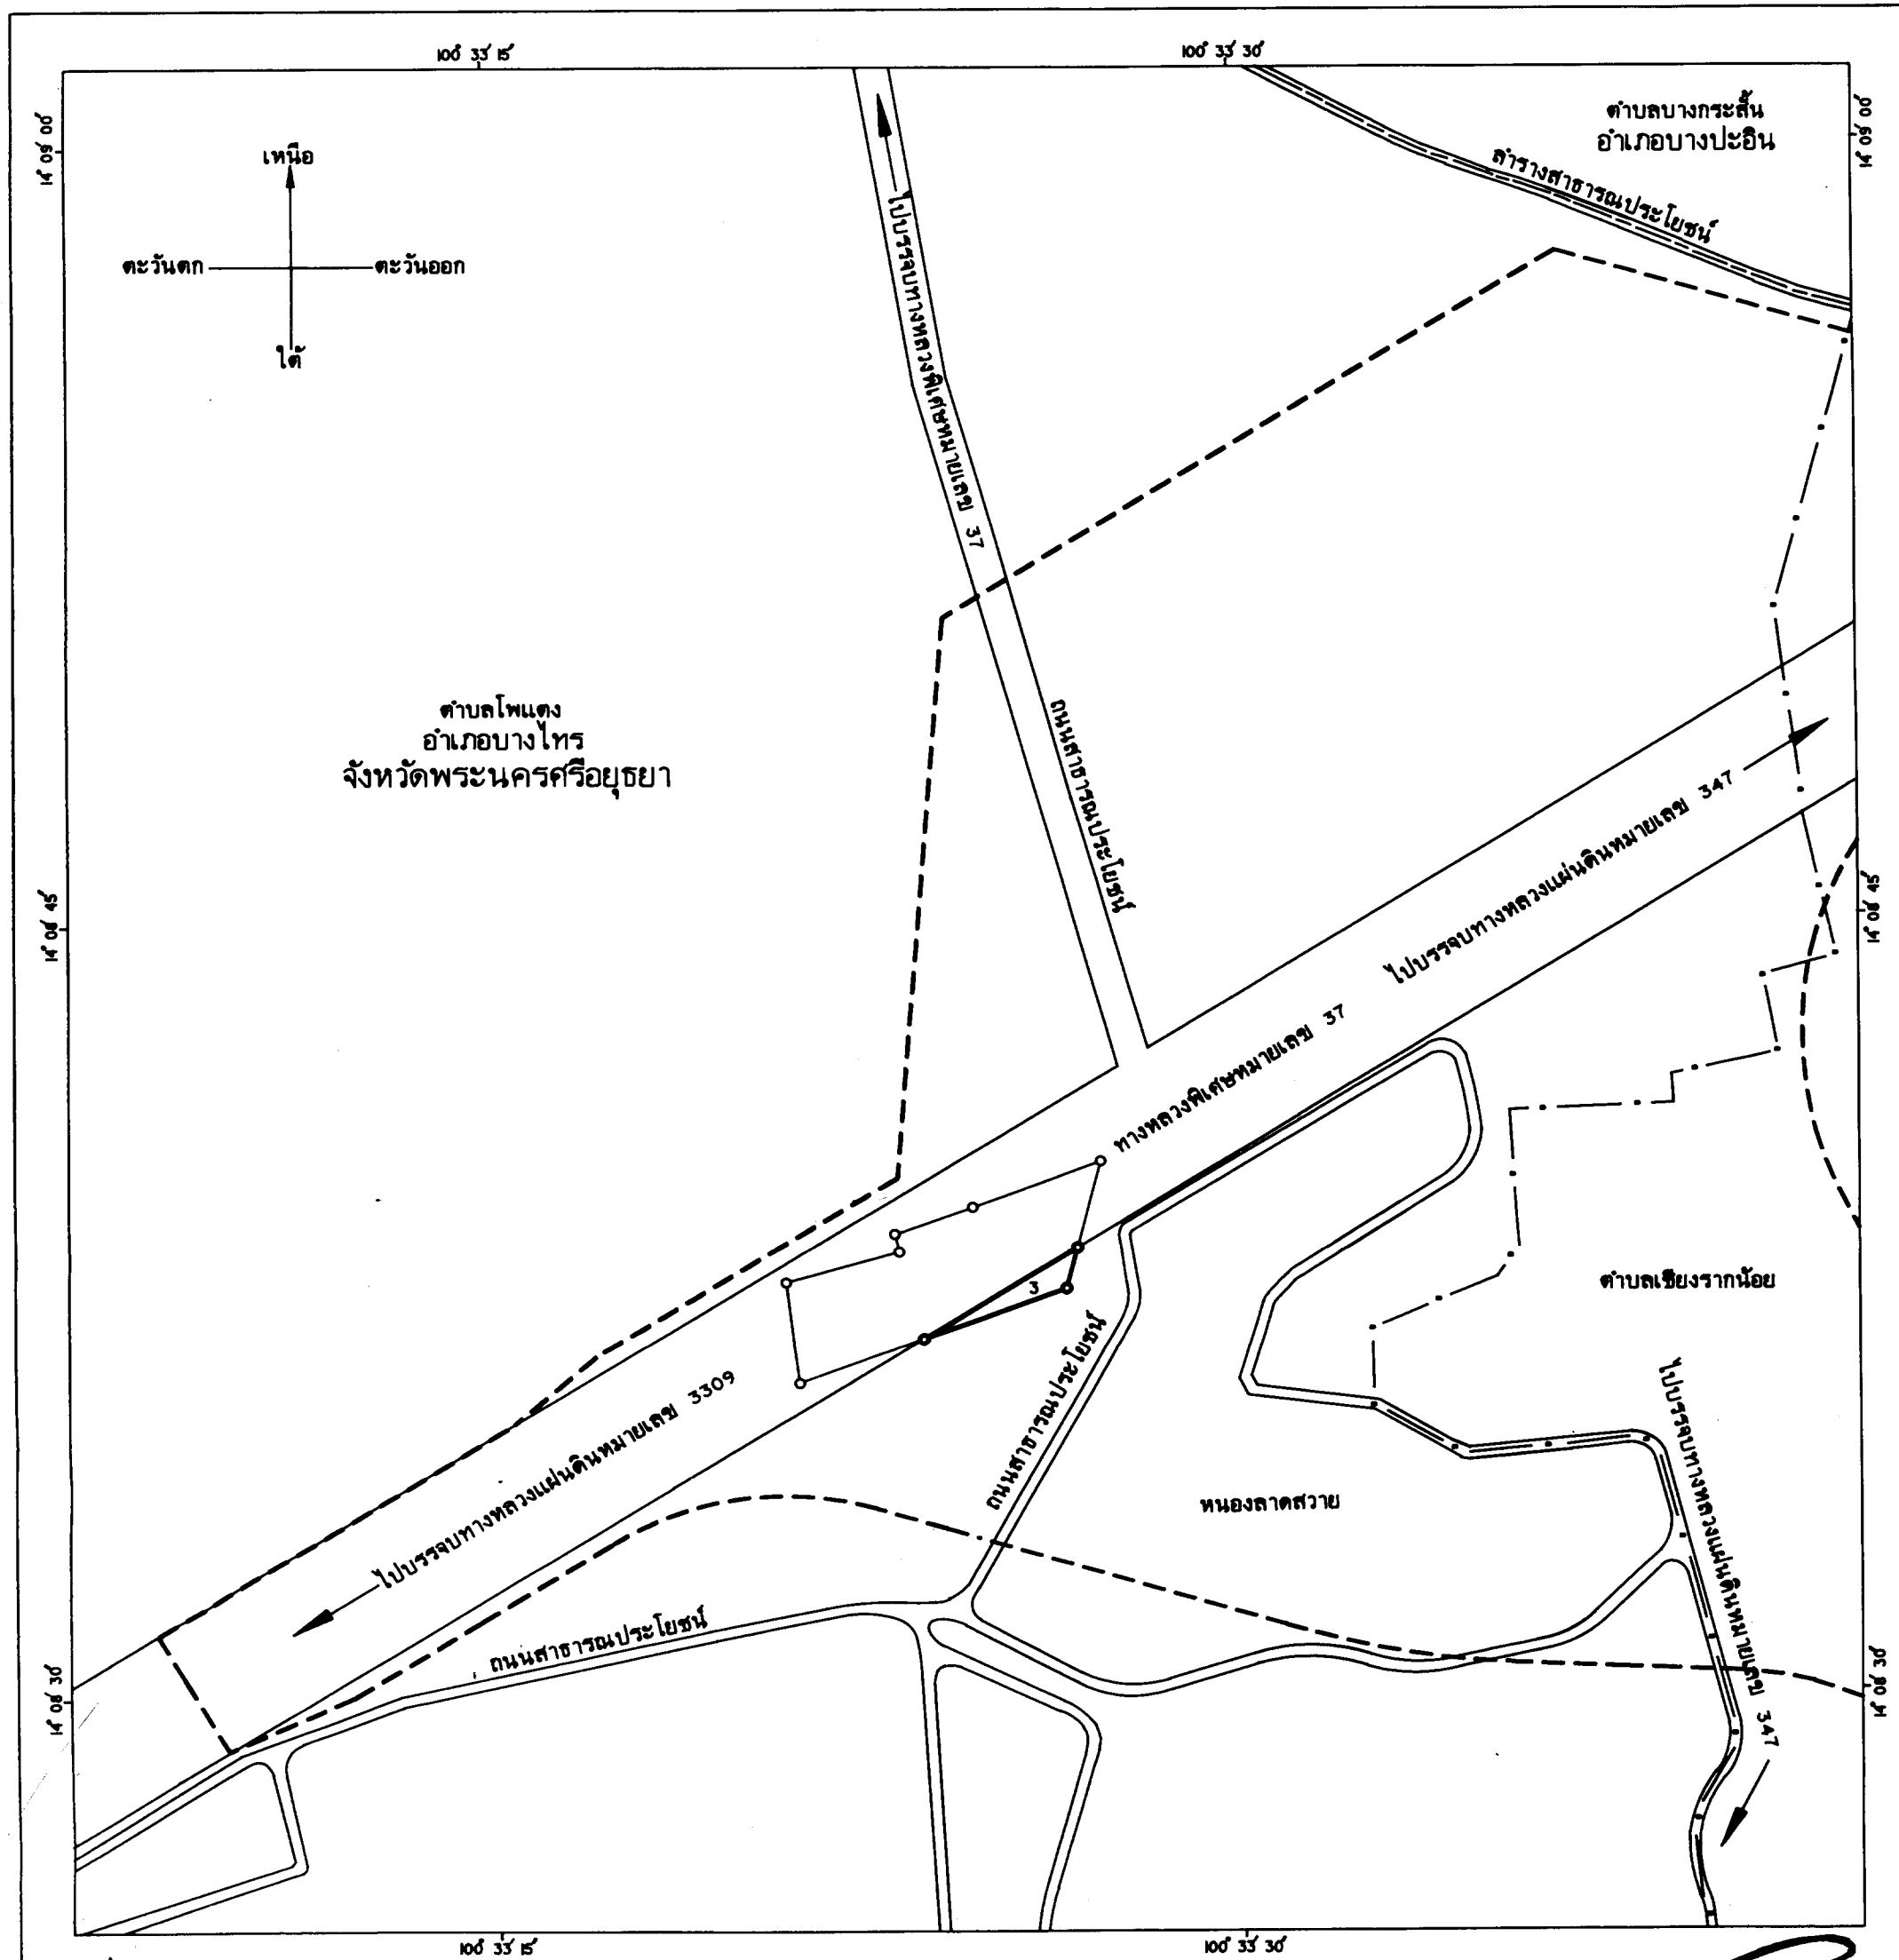 100° 33′ 15″
100° 33′ 30″
14° 09′ 00″
14° 09′ 00″
ตำบลบางกระสั้น
อำเภอบางปะอิน
เหนือ
ลำรางสาธารณประโยชน์
ไปบรรจบทางหลวงพิเศษหมายเลข 37
ตะวันตก
ตะวันออก
ใต้
ตำบลโพแตง
อำเภอบางไทร
จังหวัดพระนครศรีอยุธยา
ถนนสาธารณประโยชน์
ไปบรรจบทางหลวงแผ่นดินหมายเลข 347
14° 08′ 45″
14° 08′ 45″
ทางหลวงพิเศษหมายเลข 37
3
ตำบลเชียงรากน้อย
ถนนสาธารณประโยชน์
ไปบรรจบทางหลวงแผ่นดินหมายเลข 3309
ไปบรรจบทางหลวงแผ่นดินหมายเลข 347
หนองลาดสวาย
ถนนสาธารณประโยชน์
14° 08′ 30″
14° 08′ 30″
100° 33′ 15″
100° 33′ 30″